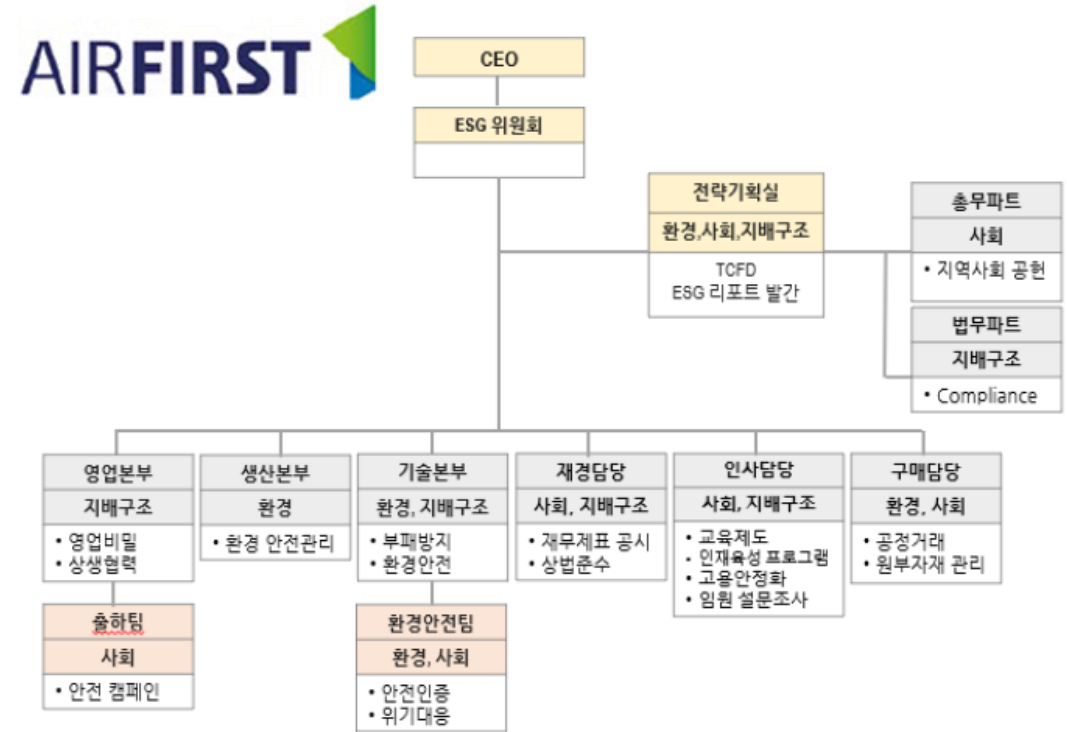 AIRFIRST
CEO
ESG 위원회
전략기획실
환경,사회,지배구조
TCFD
ESG 리포트 발간
총무파트
사회
• 지역사회 공헌
법무파트
지배구조
• Compliance
영업본부
지배구조
• 영업비밀
• 상생협력
생산본부
환경
• 환경 안전관리
기술본부
환경, 지배구조
• 부패방지
• 환경안전
재경담당
사회, 지배구조
• 재무제표 공시
• 상법준수
인사담당
사회, 지배구조
• 교육제도
• 인재육성 프로그램
• 고용안정화
• 임원 설문조사
구매담당
환경, 사회
• 공정거래
• 원부자재 관리
출하팀
사회
• 안전 캠페인
환경안전팀
환경, 사회
• 안전인증
• 위기대응